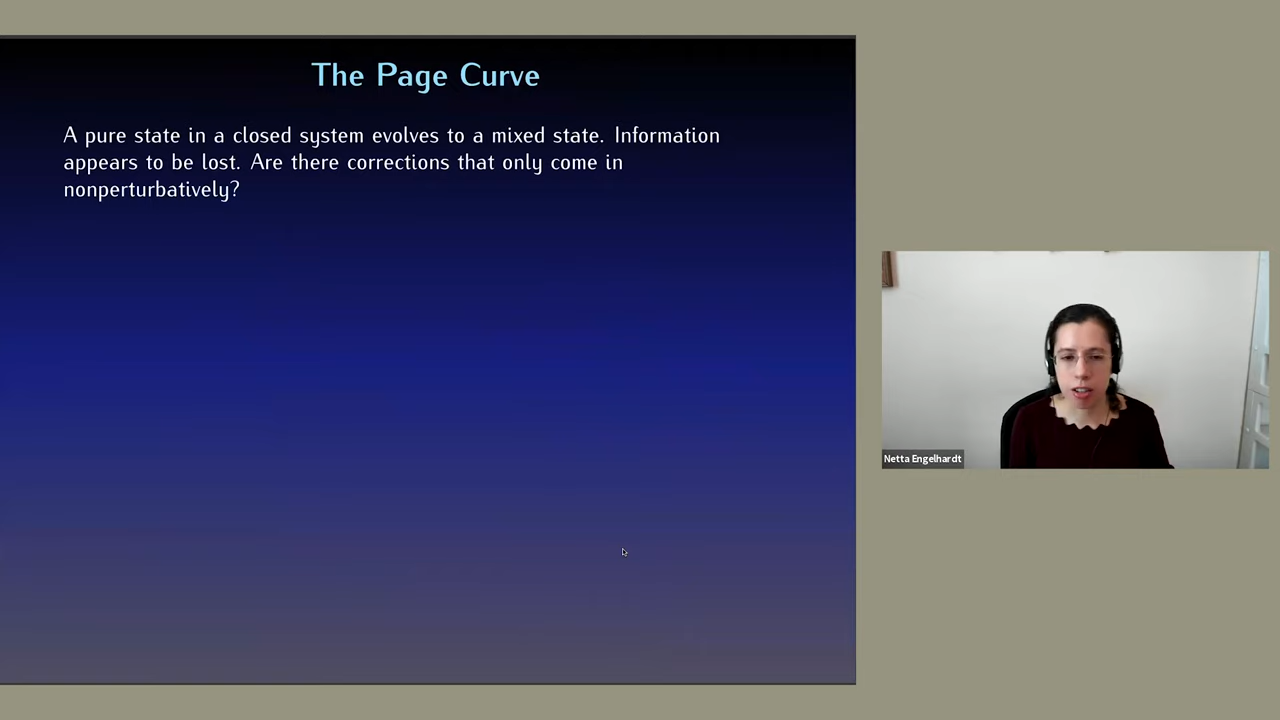 The Page Curve
A pure state in a closed system evolves to a mixed state. Information
appears to be lost. Are there corrections that only come in
nonperturbatively?
Netta Engelhardt